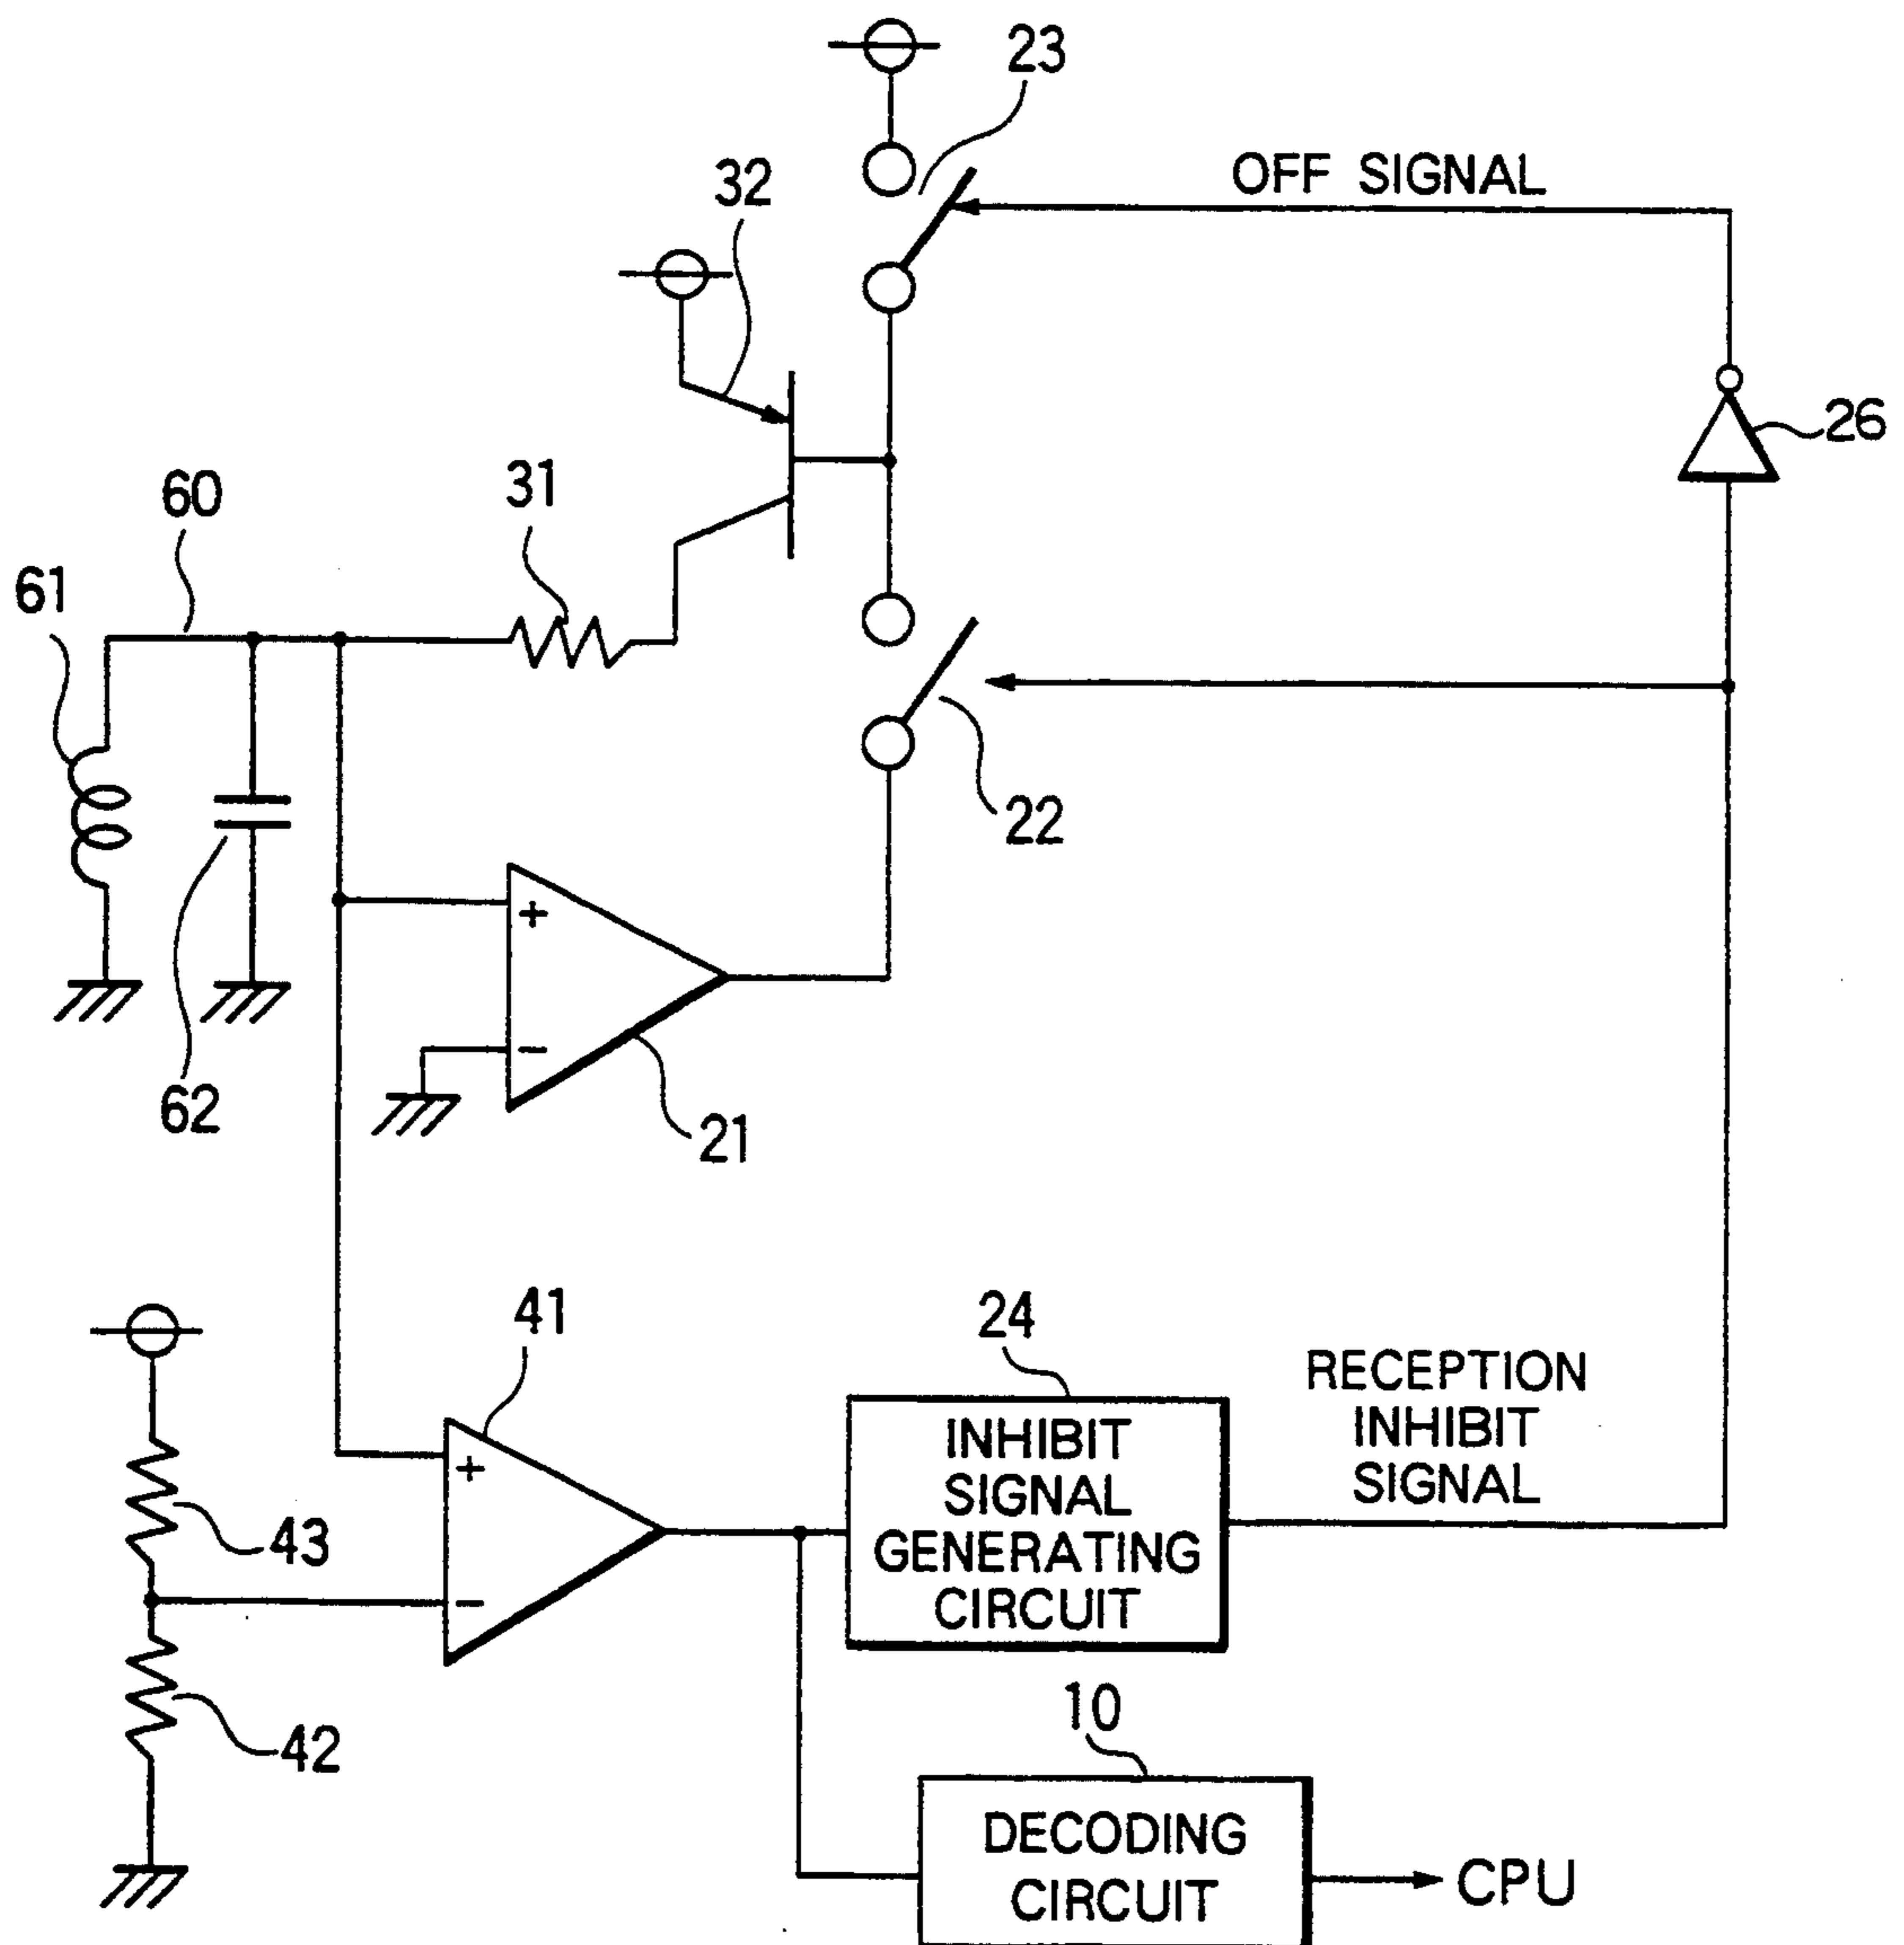 23
OFF SIGNAL
32
26
31
60
61
22
62
+
−
21
41
24
RECEPTION
INHIBIT
SIGNAL
INHIBIT
SIGNAL
GENERATING
CIRCUIT
+
−
43
42
10
DECODING
CIRCUIT
CPU